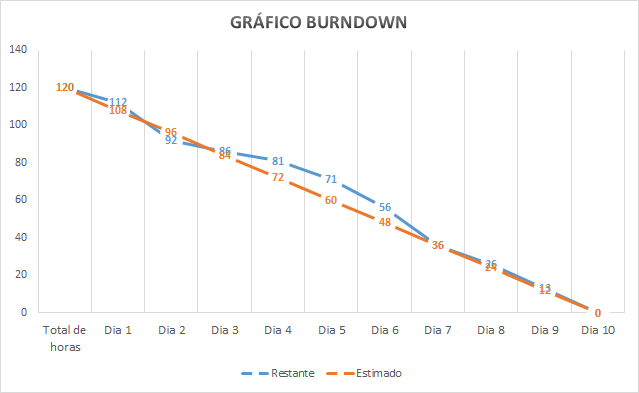 GRÁFICO BURNDOWN
140
120
100
80
60
40
20
0
120
120
112
108
96
92
86
84
81
72
71
60
56
48
36
36
26
24
13
12
0
Total de horas
Dia 1
Dia 2
Dia 3
Dia 4
Dia 5
Dia 6
Dia 7
Dia 8
Dia 9
Dia 10
Restante
Estimado